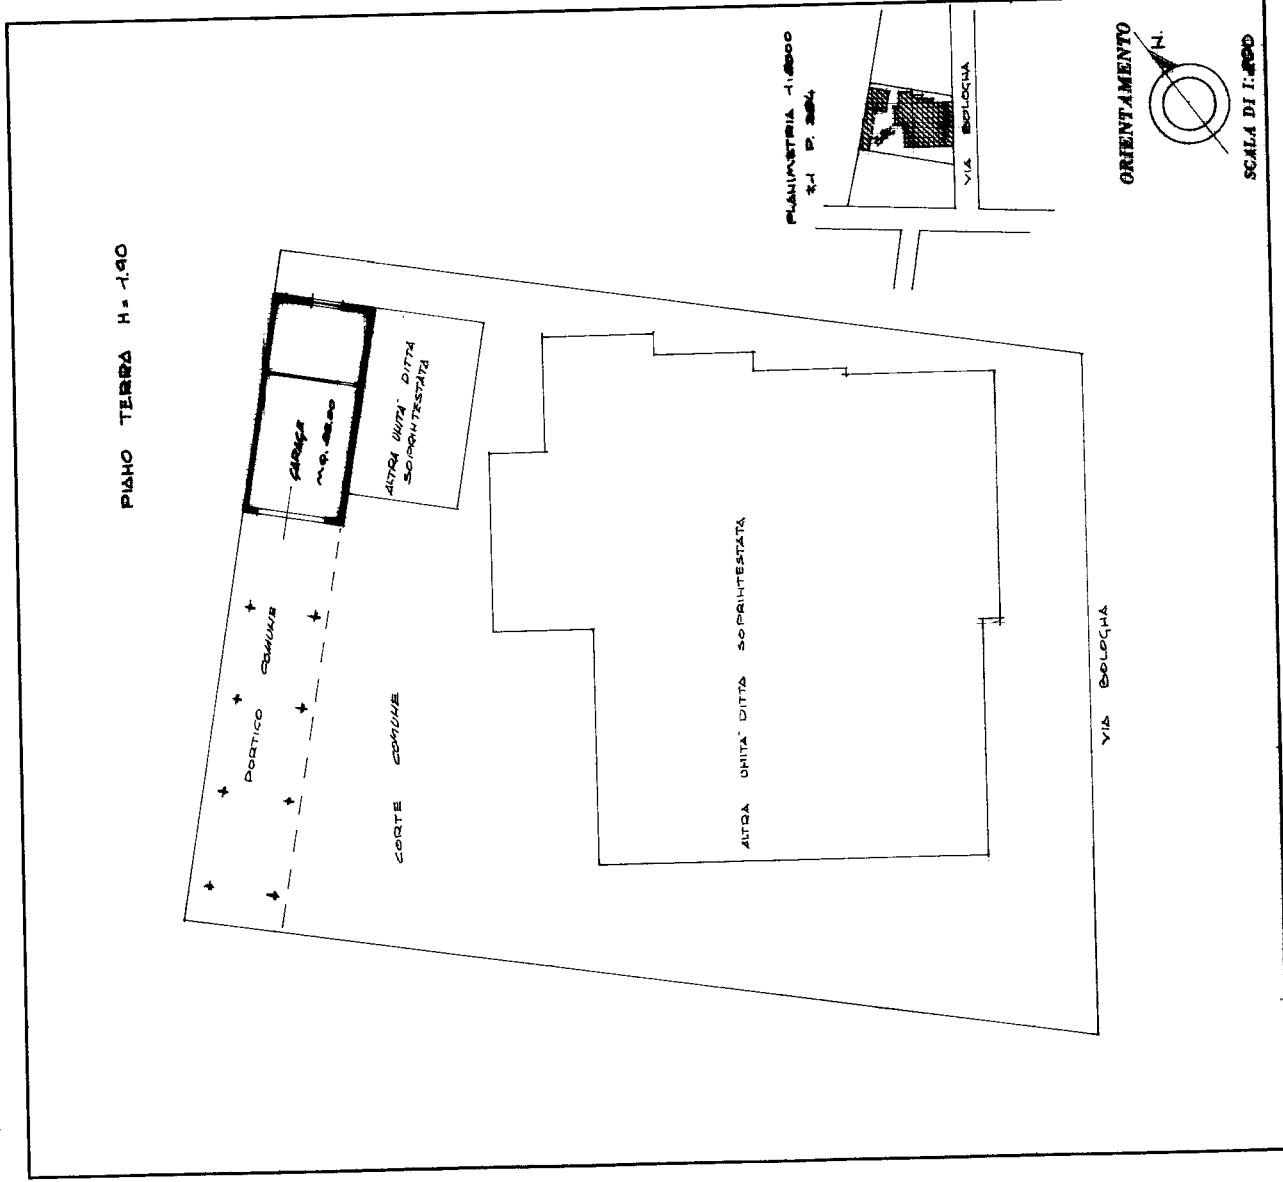 PIANO TERRA H = 1.90
GARAGE
ALTRA UNITA' DITTA
SOPRINTESTATA
PORTICO COMUNE
CORTE COMUNE
ALTRA UNITA' DITTA SOPRINTESTATA
VIA BOLOGNA
PLANIMETRIA 1:2000
VIA BOLOGNA
ORIENTAMENTO
N.
SCALA DI 1:200